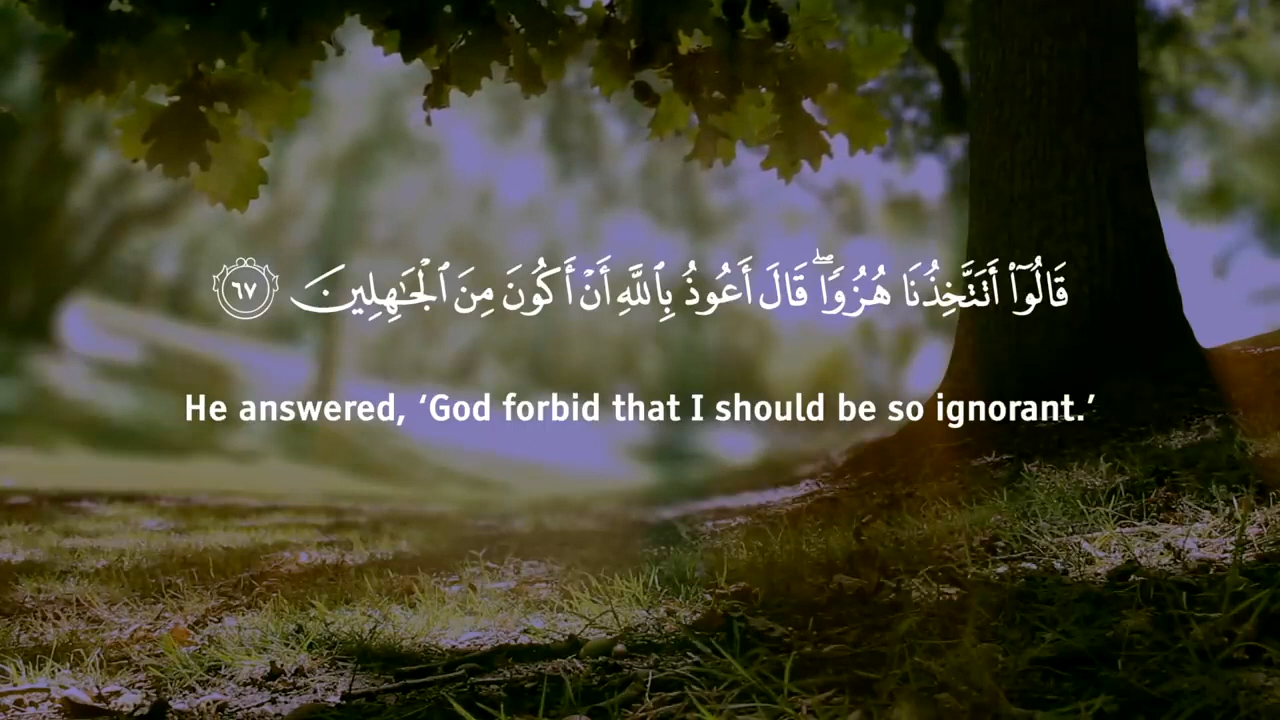 قَالُوٓا۟ أَتَتَّخِذُنَا هُزُوًۭا ۖ قَالَ أَعُوذُ بِٱللَّهِ أَنْ أَكُونَ مِنَ ٱلْجَـٰهِلِينَ ٦٧
He answered, ‘God forbid that I should be so ignorant.’